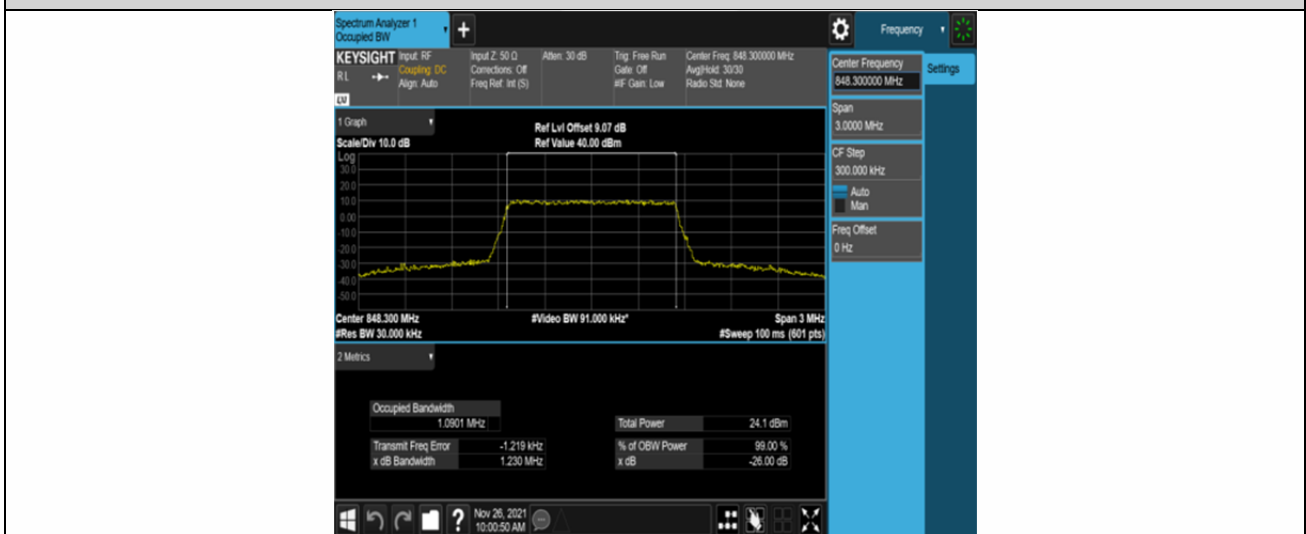 Spectrum Analyzer 1
Occupied BW
Frequency
KEYSIGHT
R L
Input: RF
Coupling: DC
Align: Auto
Input Z: 50 Ω
Corrections: Off
Freq Ref: Int (S)
Atten: 30 dB
Trig: Free Run
Gate: Off
#IF Gain: Low
Center Freq: 848.300000 MHz
Avg|Hold: 30/30
Radio Std: None
Center Frequency
848.300000 MHz
Settings
Span
3.0000 MHz
CF Step
300.000 kHz
Auto
Man
Freq Offset
0 Hz
1 Graph
Scale/Div 10.0 dB
Ref Lvl Offset 9.07 dB
Ref Value 40.00 dBm
Log
30.0
20.0
10.0
0.00
-10.0
-20.0
-30.0
-40.0
-50.0
Center 848.300 MHz
#Video BW 91.000 kHz*
Span 3 MHz
#Res BW 30.000 kHz
#Sweep 100 ms (601 pts)
2 Metrics
Occupied Bandwidth
1.0901 MHz
Total Power 24.1 dBm
Transmit Freq Error -1.219 kHz
% of OBW Power 99.00 %
x dB Bandwidth 1.230 MHz
x dB -26.00 dB
Nov 26, 2021
10:00:50 AM